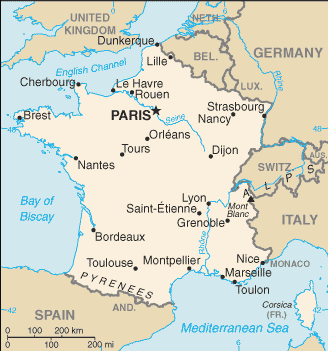 UNITED
KINGDOM
NETH.
Dunkerque
Lille
BEL.
GERMANY
English Channel
Cherbourg
Le Havre
Rouen
LUX.
Rhine
Brest
PARIS
Seine
Strasbourg
Nancy
Orléans
Tours
Dijon
Nantes
SWITZ.
AUS.
ALPS
Bay of
Biscay
Lyon
Mont
Blanc
Saint-Étienne
Grenoble
ITALY
Rhône
Bordeaux
Toulouse
Montpellier
Nice
MONACO
Marseille
Toulon
PYRENEES
AND.
SPAIN
Corsica
(FR.)
Mediterranean Sea
0 100 200 km
0 100 200 mi